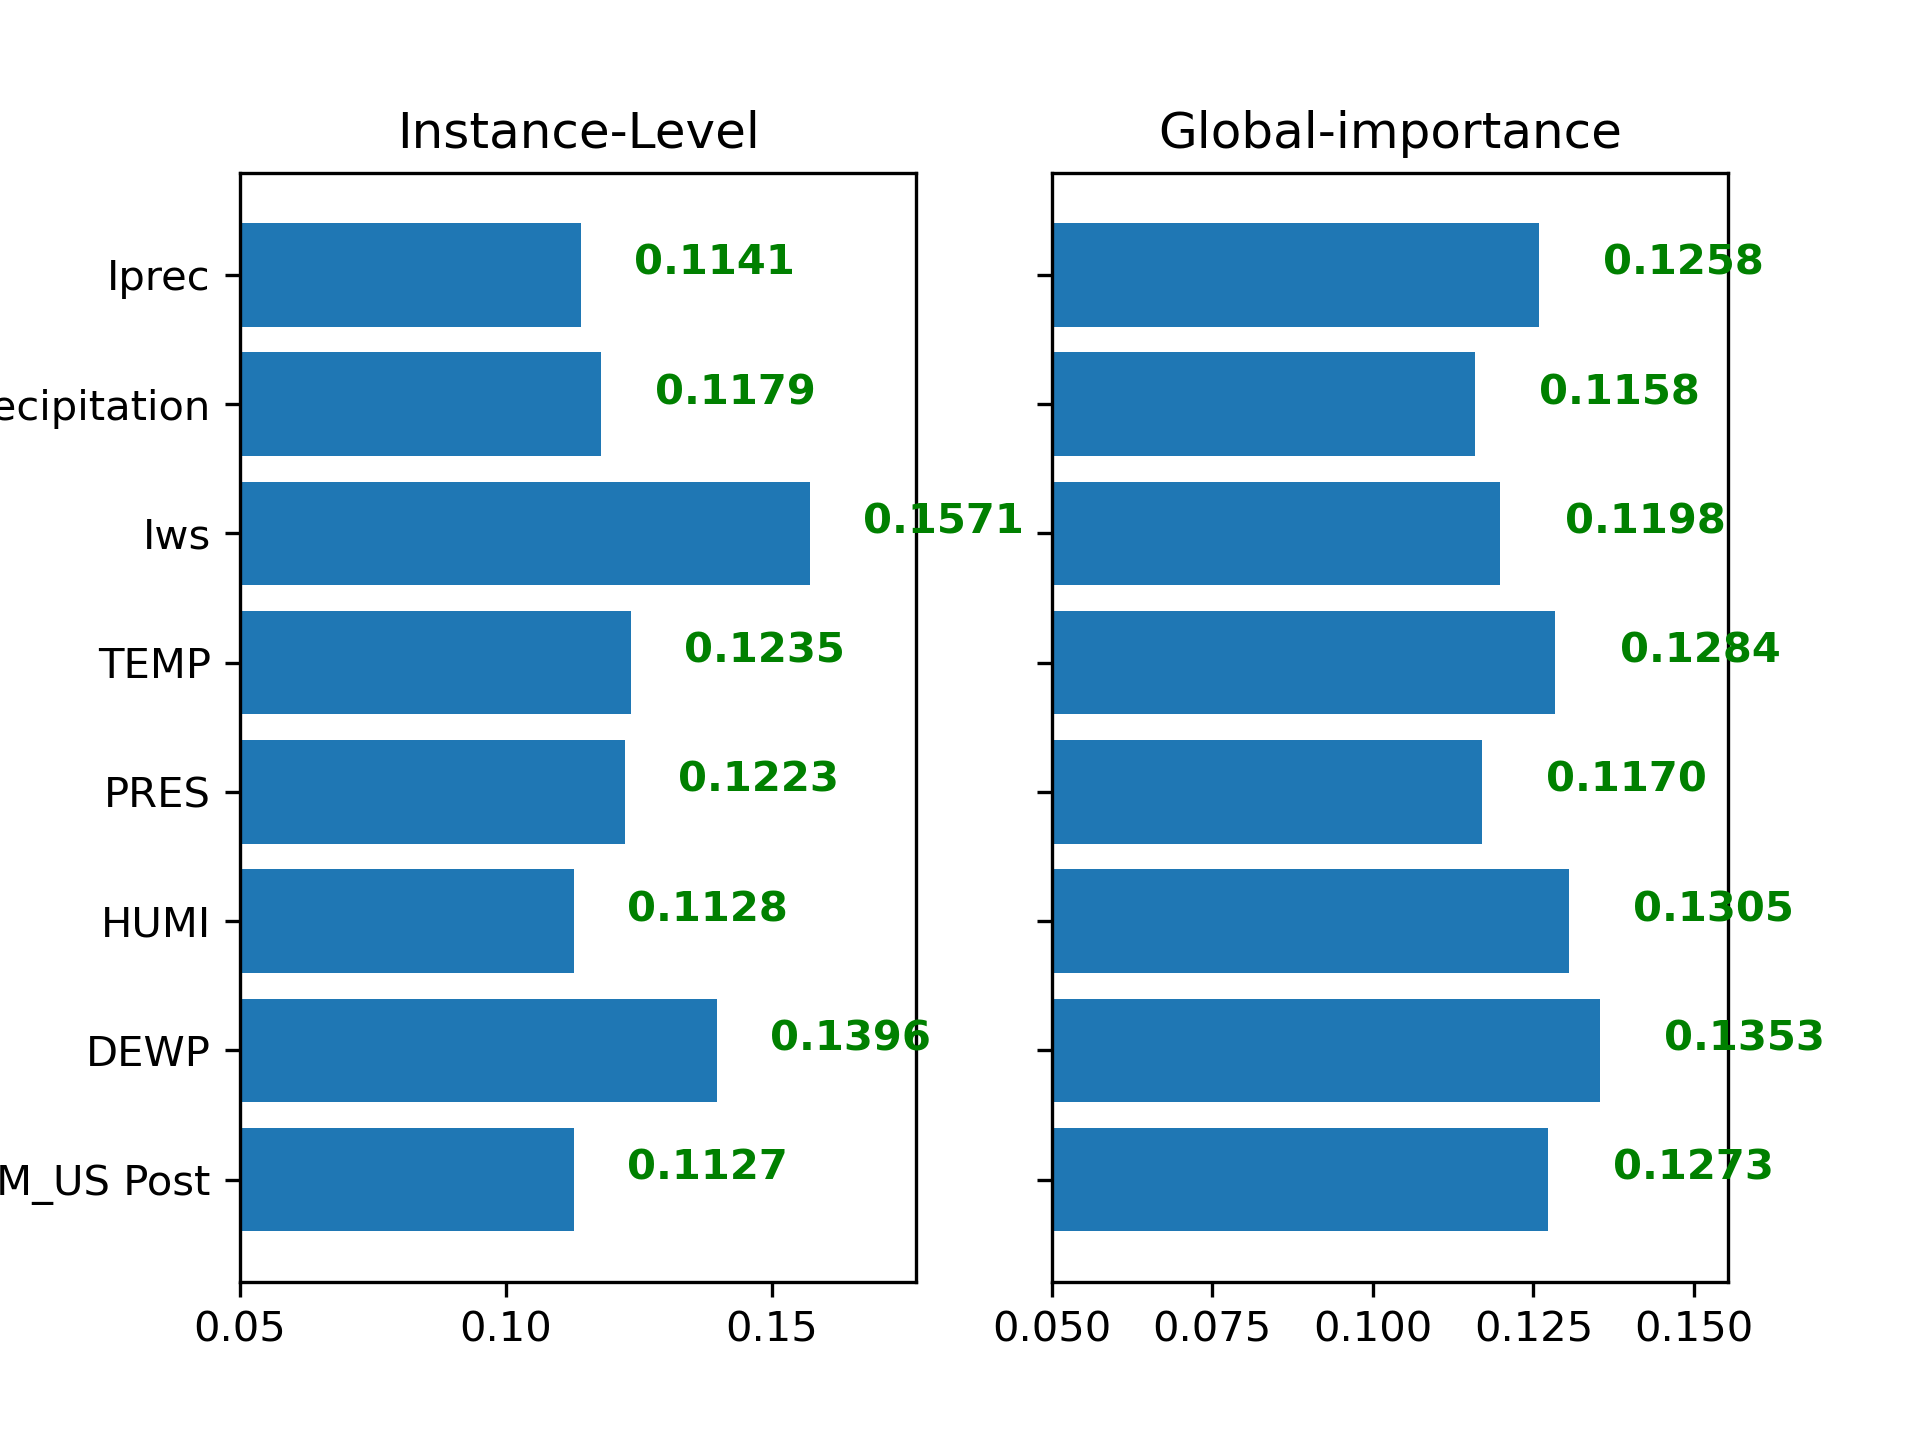 Instance-Level
Iprec 0.1141
ecipitation 0.1179
Iws 0.1571
TEMP 0.1235
PRES 0.1223
HUMI 0.1128
DEWP 0.1396
M_US Post 0.1127
0.05 0.10 0.15
Global-importance
0.1258
0.1158
0.1198
0.1284
0.1170
0.1305
0.1353
0.1273
0.050 0.075 0.100 0.125 0.150